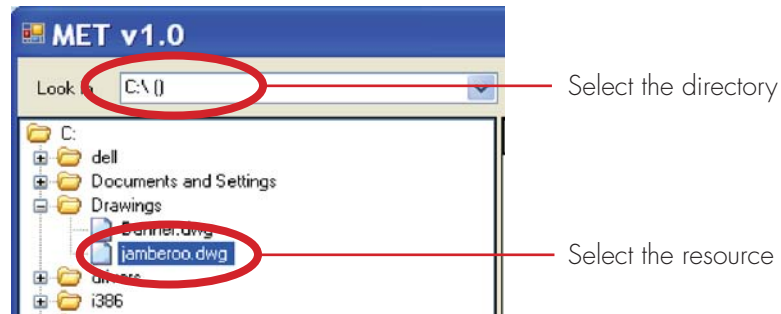 MET v1.0
Look in C:\ ()
Select the directory
C:
dell
Documents and Settings
Drawings
Banner.dwg
jamberoo.dwg
Select the resource
drivers
i386